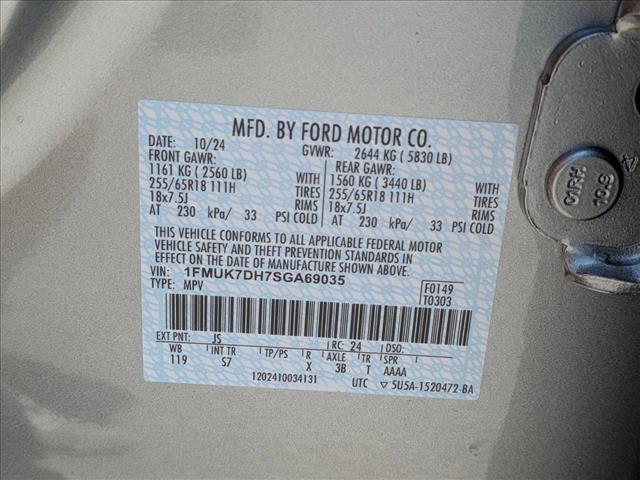 MFD. BY FORD MOTOR CO.
DATE: 10/24 GVWR: 2644 KG ( 5830 LB)
FRONT GAWR: REAR GAWR:
1161 KG ( 2560 LB) WITH 1560 KG ( 3440 LB) WITH
255/65R18 111H TIRES 255/65R18 111H TIRES
18x7.5J RIMS 18x7.5J RIMS
AT 230 kPa/ 33 PSI COLD AT 230 kPa/ 33 PSI COLD
THIS VEHICLE CONFORMS TO ALL APPLICABLE FEDERAL MOTOR
VEHICLE SAFETY AND THEFT PREVENTION STANDARDS IN
EFFECT ON THE DATE OF MANUFACTURE SHOWN ABOVE.
VIN: 1FMUK7DH7SGA69035 F0149
TYPE: MPV T0303
EXT PNT: JS RC: 24 DSO:
WB INT TR TP/PS R AXLE TR SPR
119 S7 X 3B T AAAA
1202410034131 UTC ▽ 5U5A-1520472-BA
01RH
10.9